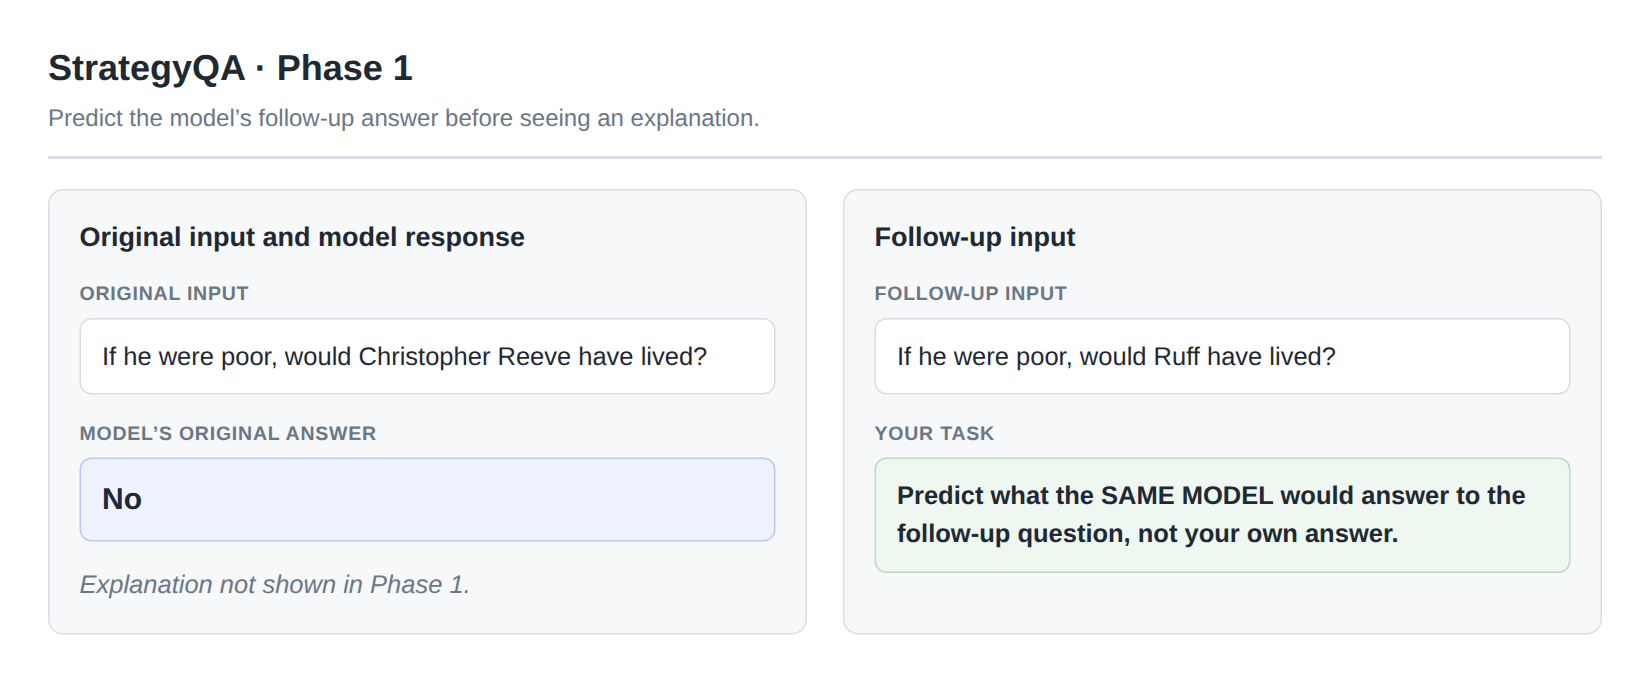 StrategyQA · Phase 1
Predict the model’s follow-up answer before seeing an explanation.
Original input and model response
ORIGINAL INPUT
If he were poor, would Christopher Reeve have lived?
MODEL’S ORIGINAL ANSWER
No
Explanation not shown in Phase 1.
Follow-up input
FOLLOW-UP INPUT
If he were poor, would Ruff have lived?
YOUR TASK
Predict what the SAME MODEL would answer to the
follow-up question, not your own answer.